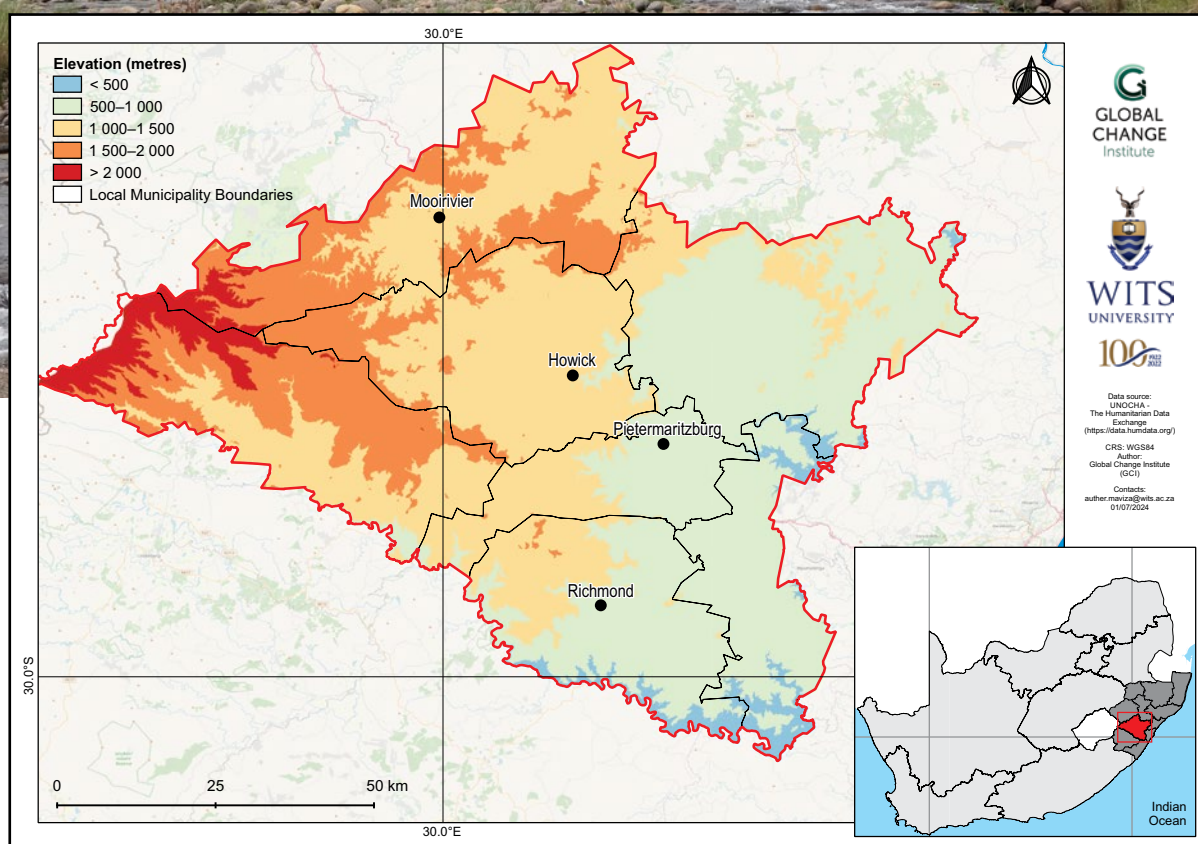 30.0°E
Elevation (metres)
< 500
500–1 000
1 000–1 500
1 500–2 000
> 2 000
Local Municipality Boundaries
Mooirivier
Howick
Pietermaritzburg
Richmond
30.0°S
0 25 50 km
30.0°E
GLOBAL
CHANGE
Institute
WITS
UNIVERSITY
100 1922
2022
Data source:
UNOCHA -
The Humanitarian Data
Exchange
(https://data.humdata.org/)
CRS: WGS84
Author:
Global Change Institute
(GCI)
Contacts:
auther.maviza@wits.ac.za
01/07/2024
Indian
Ocean